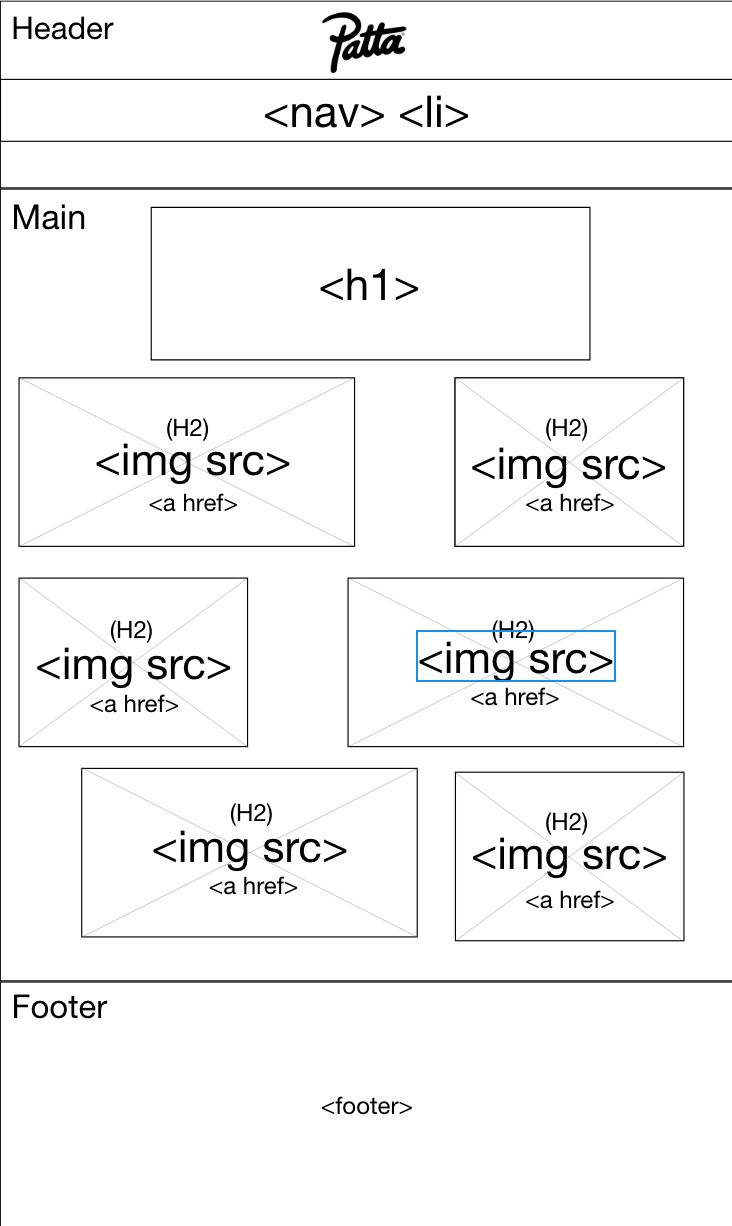 Header
Patta
<nav> <li>
Main
<h1>
(H2)
<img src>
<a href>
(H2)
<img src>
<a href>
(H2)
<img src>
<a href>
(H2)
<img src>
<a href>
(H2)
<img src>
<a href>
(H2)
<img src>
<a href>
Footer
<footer>